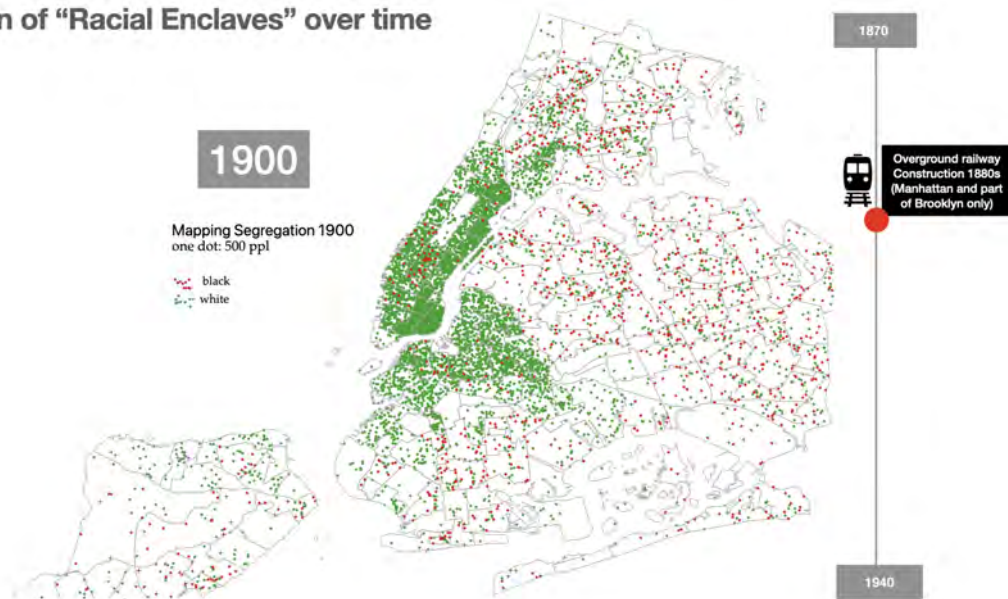 n of “Racial Enclaves” over time
1870
1900
Overground railway
Construction 1880s
(Manhattan and part
of Brooklyn only)
Mapping Segregation 1900
one dot: 500 ppl
black
white
1940